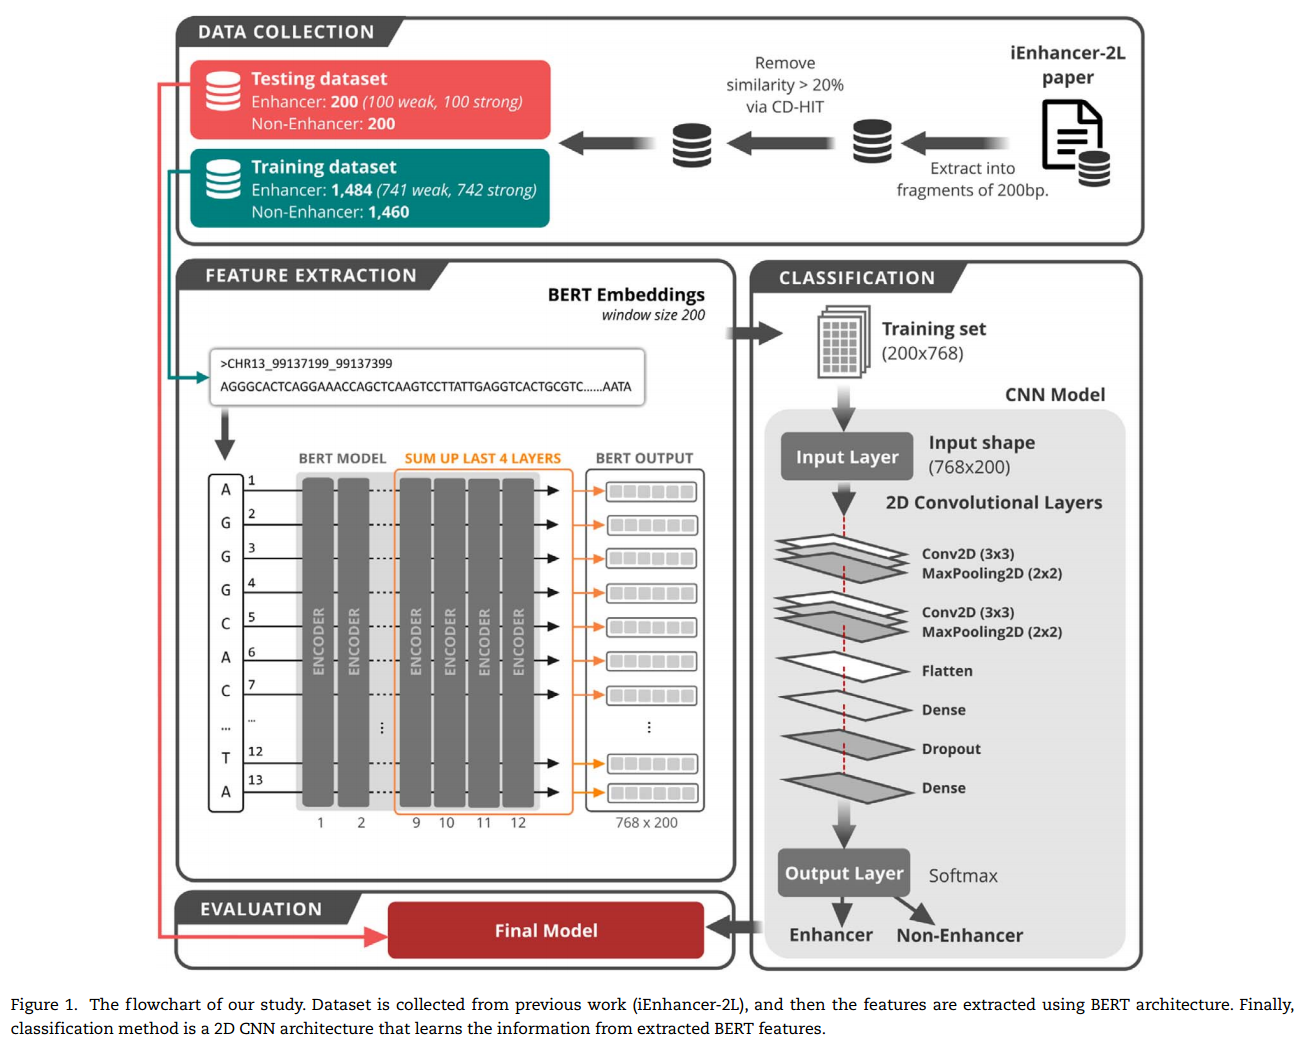 DATA COLLECTION
Testing dataset
Enhancer: 200 (100 weak, 100 strong)
Non-Enhancer: 200
Training dataset
Enhancer: 1,484 (741 weak, 742 strong)
Non-Enhancer: 1,460
Remove
similarity > 20%
via CD-HIT
iEnhancer-2L
paper
Extract into
fragments of 200bp.
FEATURE EXTRACTION
BERT Embeddings
window size 200
>CHR13_99137199_99137399
AGGGCACTCAGGAAACCAGCTCAAGTCCTTATTGAGGTCACTGCGTC......AATA
BERT MODEL
SUM UP LAST 4 LAYERS
BERT OUTPUT
A 1
G 2
G 3
G 4
C 5
A 6
C 7
... ...
T 12
A 13
ENCODER
ENCODER
ENCODER
ENCODER
ENCODER
ENCODER
1 2 9 10 11 12
768 x 200
CLASSIFICATION
Training set
(200x768)
CNN Model
Input Layer
Input shape
(768x200)
2D Convolutional Layers
Conv2D (3x3)
MaxPooling2D (2x2)
Conv2D (3x3)
MaxPooling2D (2x2)
Flatten
Dense
Dropout
Dense
Output Layer
Softmax
Enhancer
Non-Enhancer
EVALUATION
Final Model
Figure 1. The flowchart of our study. Dataset is collected from previous work (iEnhancer-2L), and then the features are extracted using BERT architecture. Finally,
classification method is a 2D CNN architecture that learns the information from extracted BERT features.